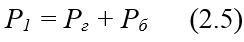 P₁ = Pг + Pб (2.5)